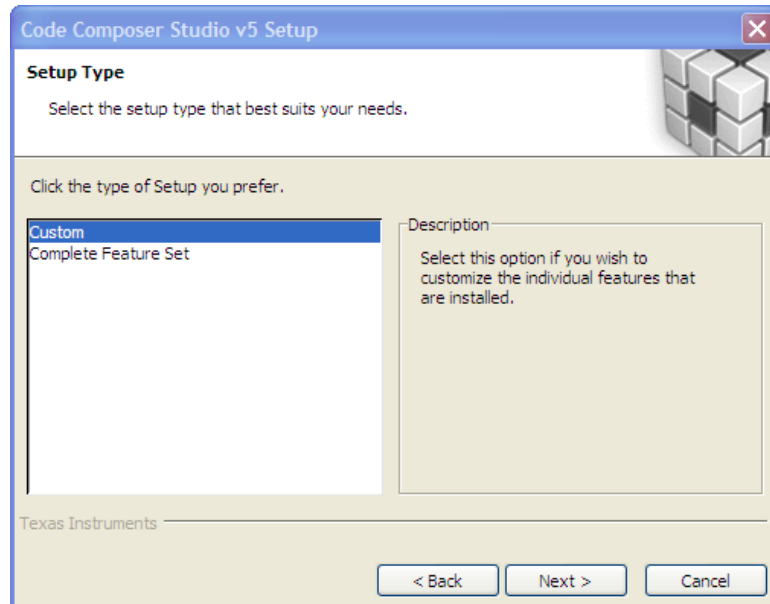 Code Composer Studio v5 Setup
Setup Type
Select the setup type that best suits your needs.
Click the type of Setup you prefer.
Custom
Complete Feature Set
Description
Select this option if you wish to
customize the individual features that
are installed.
Texas Instruments
< Back
Next >
Cancel